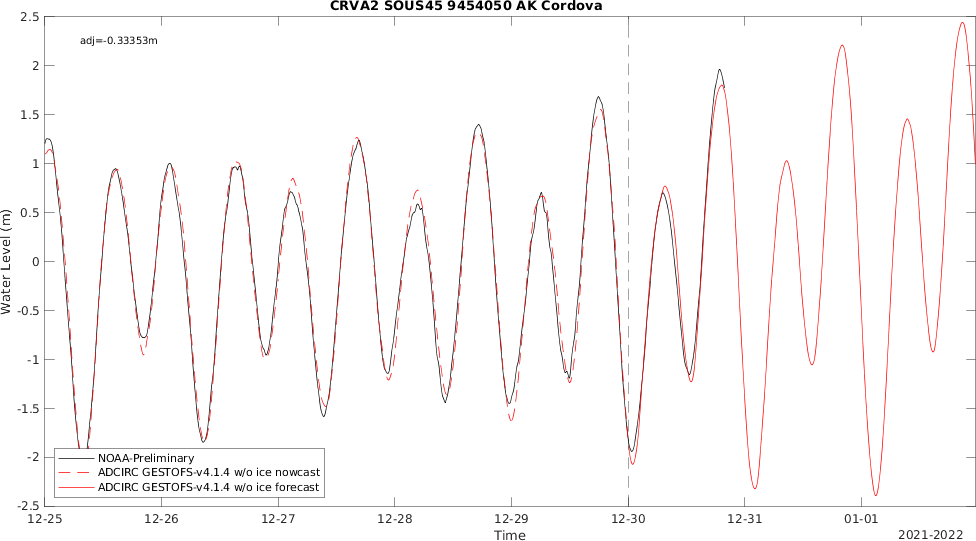 CRVA2 SOUS45 9454050 AK Cordova
adj=-0.33353m
2.5
2
1.5
1
0.5
0
-0.5
-1
-1.5
-2
-2.5
Water Level (m)
NOAA-Preliminary
ADCIRC GESTOFS-v4.1.4 w/o ice nowcast
ADCIRC GESTOFS-v4.1.4 w/o ice forecast
12-25 12-26 12-27 12-28 12-29 12-30 12-31 01-01
Time
2021-2022